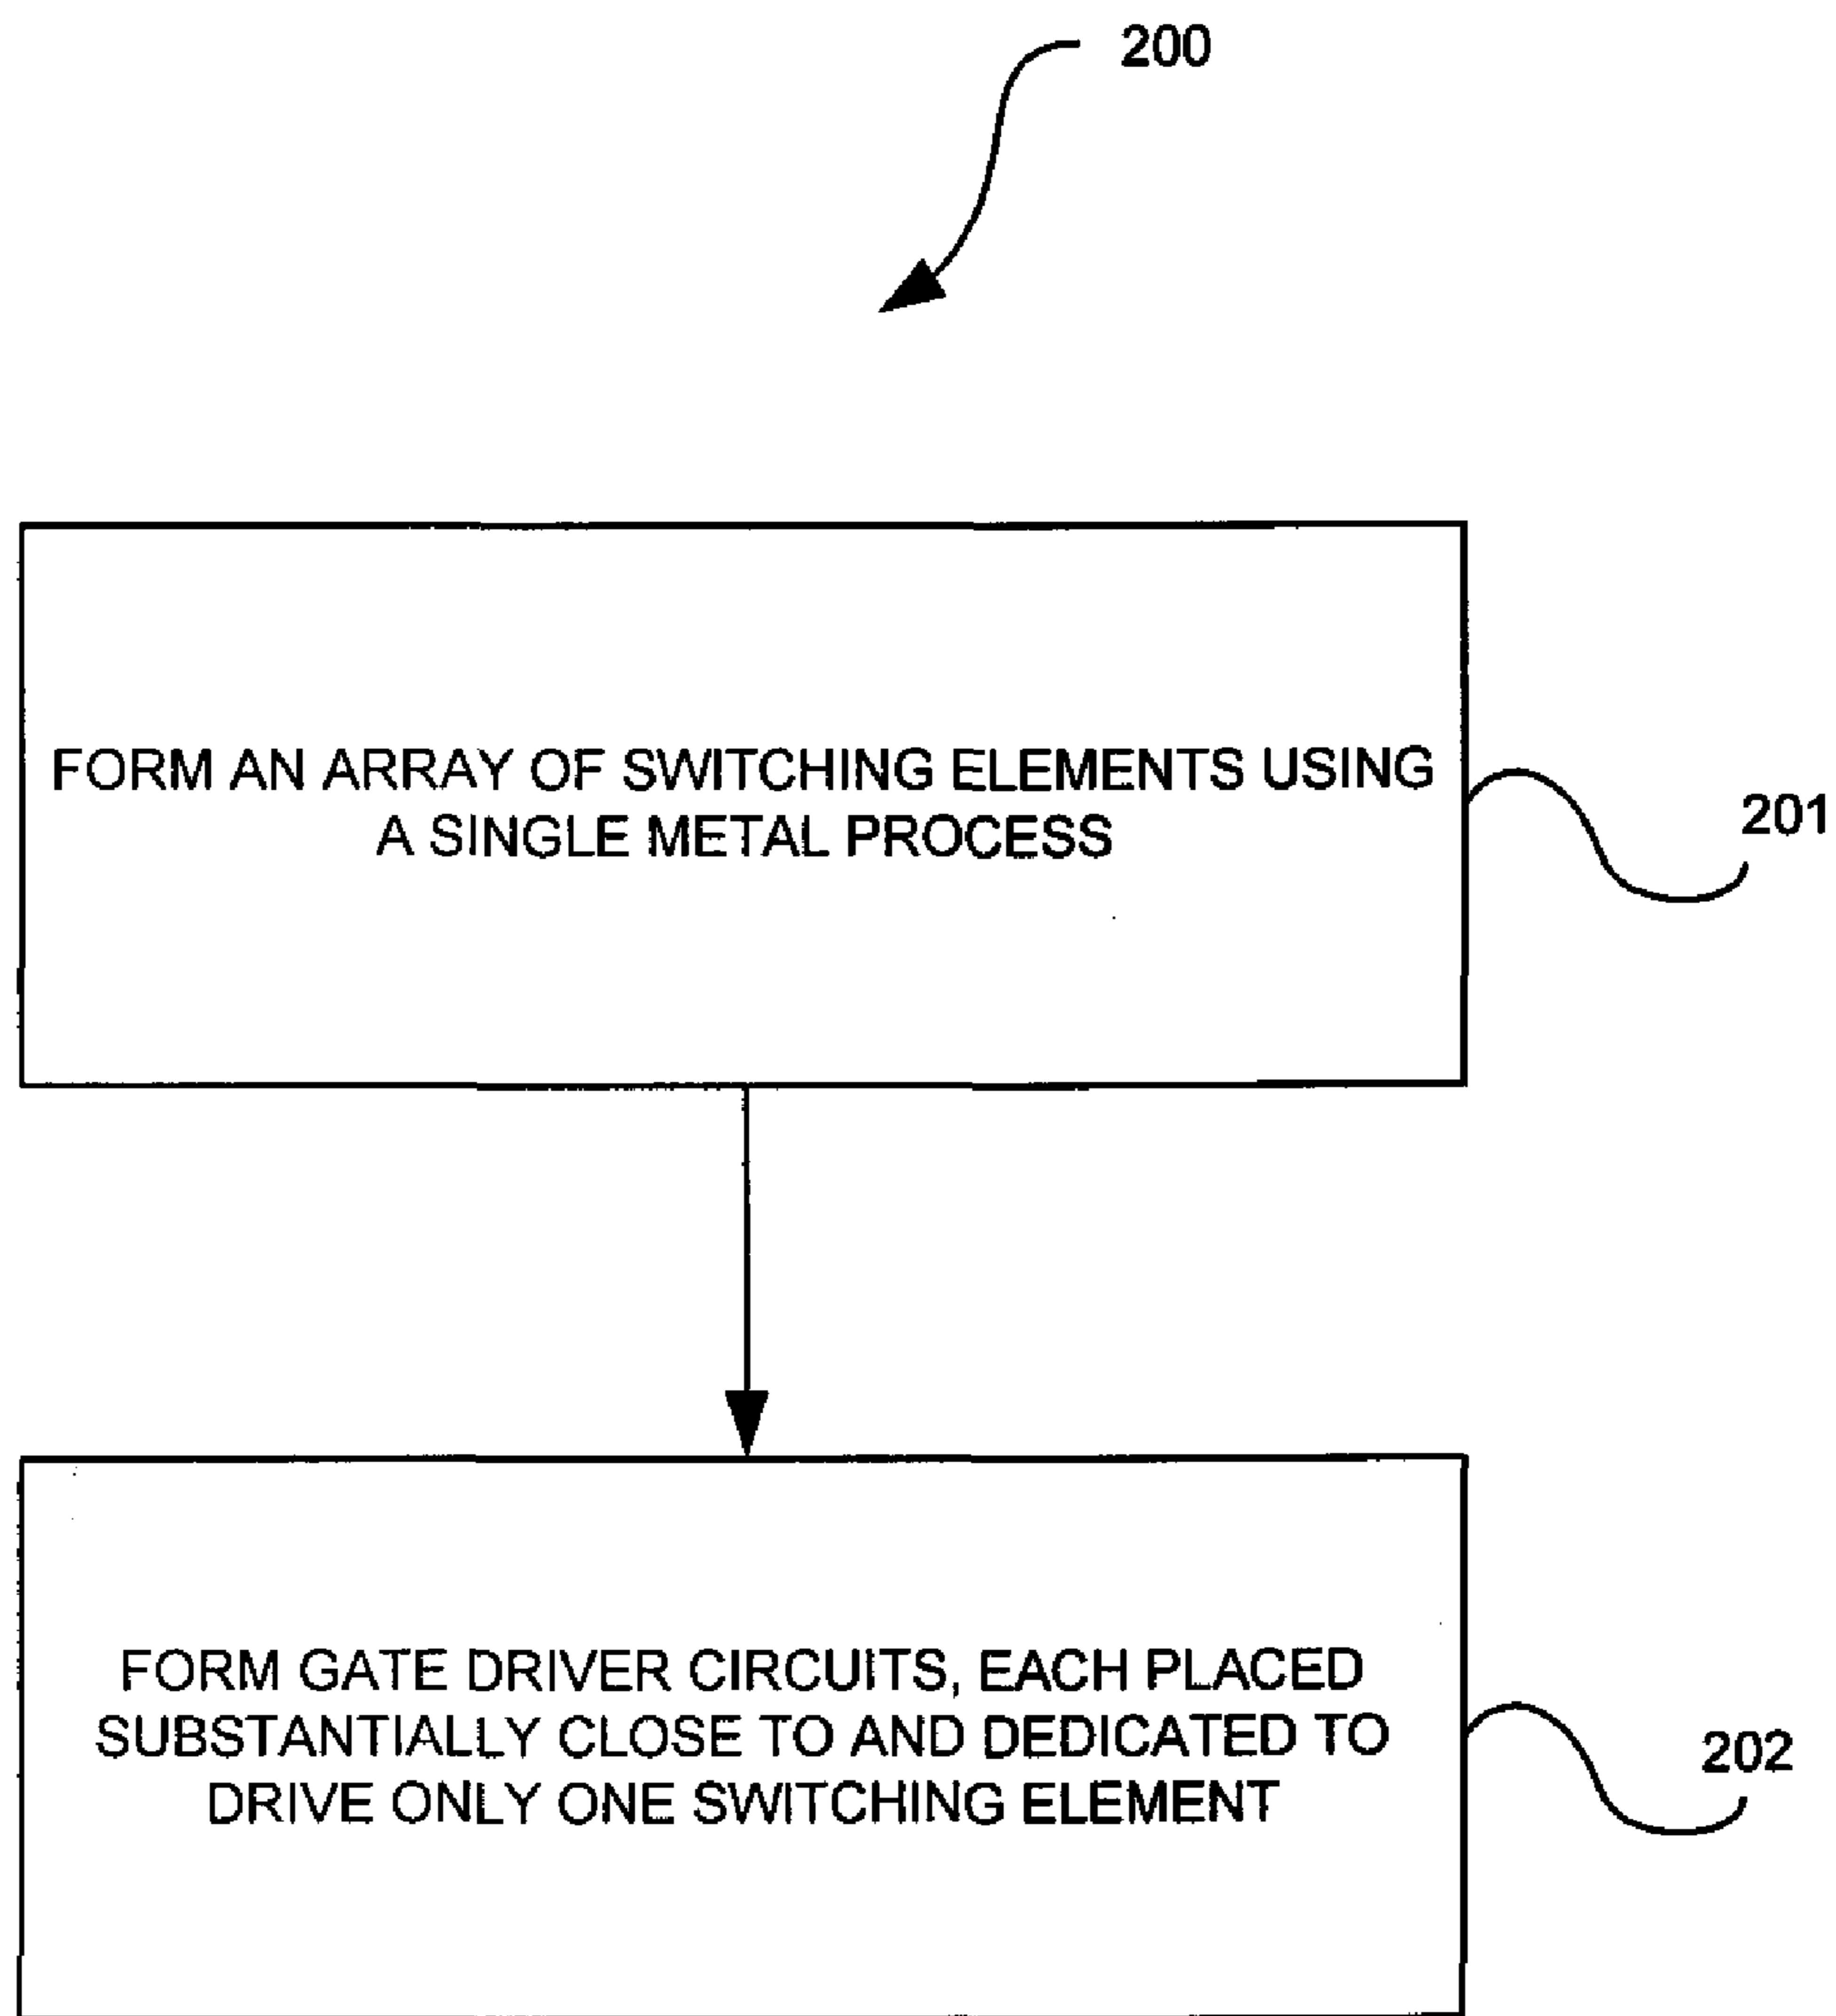 200
FORM AN ARRAY OF SWITCHING ELEMENTS USING
A SINGLE METAL PROCESS
201
FORM GATE DRIVER CIRCUITS, EACH PLACED
SUBSTANTIALLY CLOSE TO AND DEDICATED TO
DRIVE ONLY ONE SWITCHING ELEMENT
202